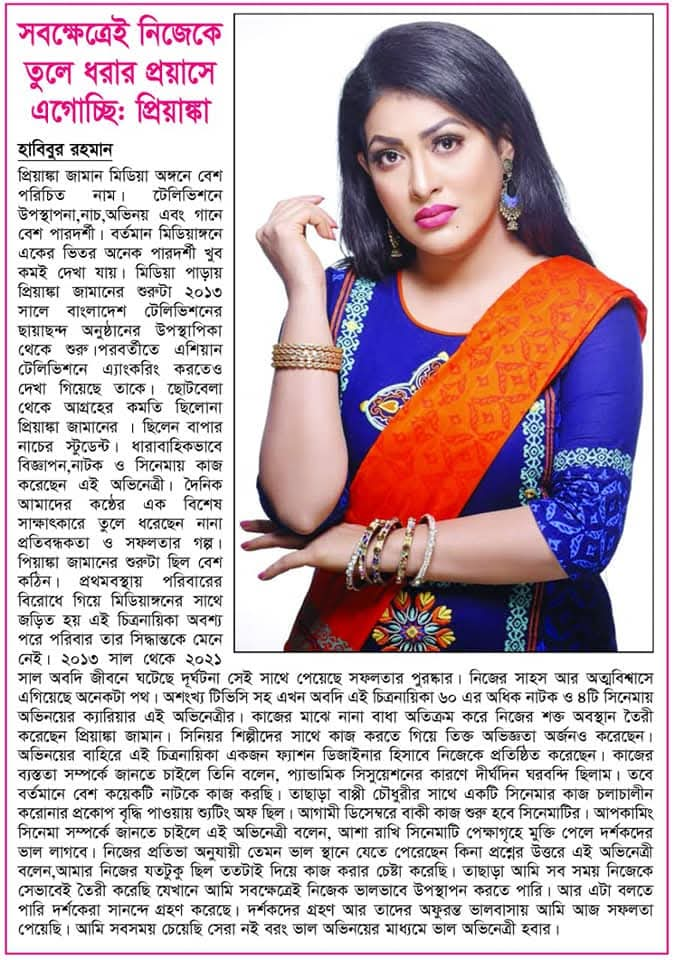 সবক্ষেত্রেই নিজেকে
তুলে ধরার প্রয়াসে
এগোচ্ছি: প্রিয়াঙ্কা
হাবিবুর রহমান
প্রিয়াঙ্কা জামান মিডিয়া অঙ্গনে বেশ
পরিচিত নাম। টেলিভিশনে
উপস্থাপনা,নাচ,অভিনয় এবং গানে
বেশ পারদর্শী। বর্তমান মিডিয়াঙ্গনে
একের ভিতর অনেক পারদর্শী খুব
কমই দেখা যায়। মিডিয়া পাড়ায়
প্রিয়াঙ্কা জামানের শুরুটা ২০১৩
সালে বাংলাদেশ টেলিভিশনের
ছায়াছন্দ অনুষ্ঠানের উপস্থাপিকা
থেকে শুরু।পরবর্তীতে এশিয়ান
টেলিভিশনে এ্যাংকরিং করতেও
দেখা গিয়েছে তাকে। ছোটবেলা
থেকে আগ্রহের কমতি ছিলোনা
প্রিয়াঙ্কা জামানের । ছিলেন বাপার
নাচের স্টুডেন্ট। ধারাবাহিকভাবে
বিজ্ঞাপন,নাটক ও সিনেমায় কাজ
করেছেন এই অভিনেত্রী। দৈনিক
আমাদের কন্ঠের এক বিশেষ
সাক্ষাৎকারে তুলে ধরেছেন নানা
প্রতিবন্ধকতা ও সফলতার গল্প।
পিয়াঙ্কা জামানের শুরুটা ছিল বেশ
কঠিন। প্রথমবস্থায় পরিবারের
বিরোধে গিয়ে মিডিয়াঙ্গনের সাথে
জড়িত হয় এই চিত্রনায়িকা অবশ্য
পরে পরিবার তার সিদ্ধান্তকে মেনে
নেই। ২০১৩ সাল থেকে ২০২১
সাল অবদি জীবনে ঘটেছে দূর্ঘটনা সেই সাথে পেয়েছে সফলতার পুরষ্কার। নিজের সাহস আর অত্মবিশ্বাসে
এগিয়েছে অনেকটা পথ। অশংখ্য টিভিসি সহ এখন অবদি এই চিত্রনায়িকা ৬০ এর অধিক নাটক ও ৪টি সিনেমায়
অভিনয়ের ক্যারিয়ার এই অভিনেত্রীর। কাজের মাঝে নানা বাধা অতিক্রম করে নিজের শক্ত অবস্থান তৈরী
করেছেন প্রিয়াঙ্কা জামান। সিনিয়র শিল্পীদের সাথে কাজ করতে গিয়ে তিক্ত অভিজ্ঞতা অর্জনও করেছেন।
অভিনয়ের বাহিরে এই চিত্রনায়িকা একজন ফ্যাশন ডিজাইনার হিসাবে নিজেকে প্রতিষ্ঠিত করেছেন। কাজের
ব্যস্ততা সম্পর্কে জানতে চাইলে তিনি বলেন, প্যান্ডামিক সিসুয়েশনের কারণে দীর্ঘদিন ঘরবন্দি ছিলাম। তবে
বর্তমানে বেশ কয়েকটি নাটকে কাজ করছি। তাছাড়া বাপ্পী চৌধুরীর সাথে একটি সিনেমার কাজ চলাচালীন
করোনার প্রকোপ বৃদ্ধি পাওয়ায় শ্যুটিং অফ ছিল। আগামী ডিসেম্বরে বাকী কাজ শুরু হবে সিনেমাটির। আপকামিং
সিনেমা সম্পর্কে জানতে চাইলে এই অভিনেত্রী বলেন, আশা রাখি সিনেমাটি পেক্ষাগৃহে মুক্তি পেলে দর্শকদের
ভাল লাগবে। নিজের প্রতিভা অনুযায়ী তেমন ভাল স্থানে যেতে পেরেছেন কিনা প্রশ্নের উত্তরে এই অভিনেত্রী
বলেন,আমার নিজের যতটুকু ছিল ততটাই দিয়ে কাজ করার চেষ্টা করেছি। তাছাড়া আমি সব সময় নিজেকে
সেভাবেই তৈরী করেছি যেখানে আমি সবক্ষেত্রেই নিজেক ভালভাবে উপস্থাপন করতে পারি। আর এটা বলতে
পারি দর্শকেরা সানন্দে গ্রহণ করেছে। দর্শকদের গ্রহণ আর তাদের অফুরন্ত ভালবাসায় আমি আজ সফলতা
পেয়েছি। আমি সবসময় চেয়েছি সেরা নই বরং ভাল অভিনয়ের মাধ্যমে ভাল অভিনেত্রী হবার।